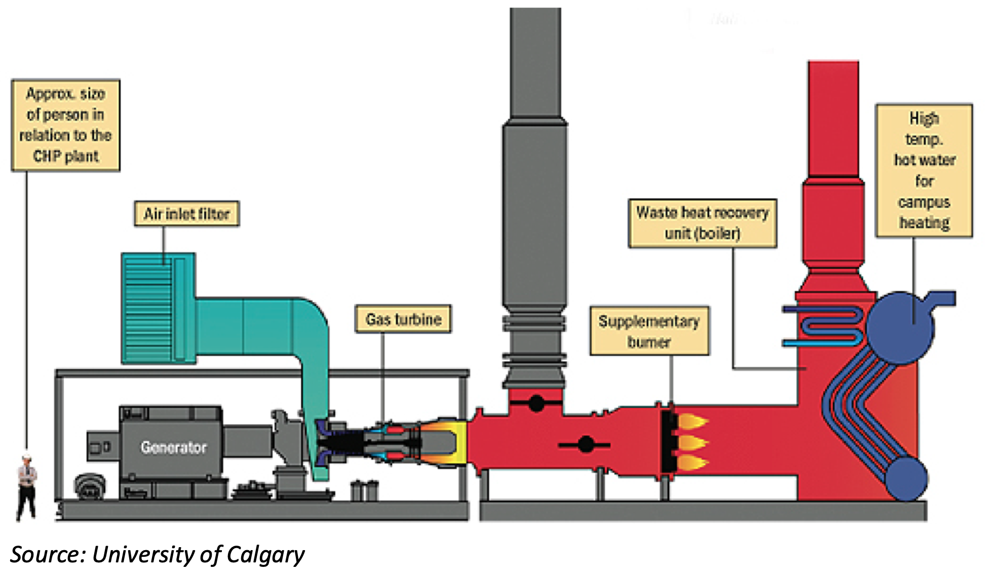 Approx. size
of person in
relation to the
CHP plant
Air inlet filter
Gas turbine
Generator
Supplementary
burner
Waste heat recovery
unit (boiler)
High
temp.
hot water
for
campus
heating
Source: University of Calgary